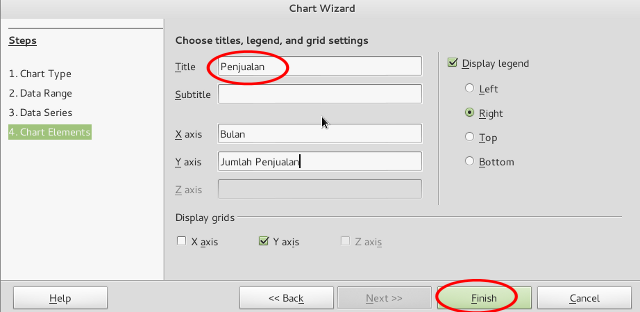 Chart Wizard
Steps
1. Chart Type
2. Data Range
3. Data Series
4. Chart Elements
Choose titles, legend, and grid settings
Title Penjualan
Subtitle
X axis Bulan
Y axis Jumlah Penjualan
Z axis
Display legend
Left
Right
Top
Bottom
Display grids
X axis Y axis Z axis
Help << Back Next >> Finish Cancel